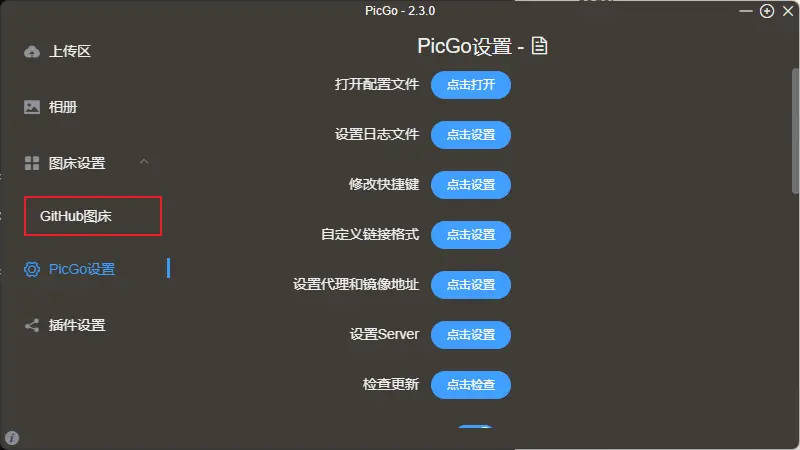 PicGo - 2.3.0
上传区
相册
图床设置
GitHub图床
PicGo设置
插件设置
PicGo设置 -
打开配置文件 点击打开
设置日志文件 点击设置
修改快捷键 点击设置
自定义链接格式 点击设置
设置代理和镜像地址 点击设置
设置Server 点击设置
检查更新 点击检查